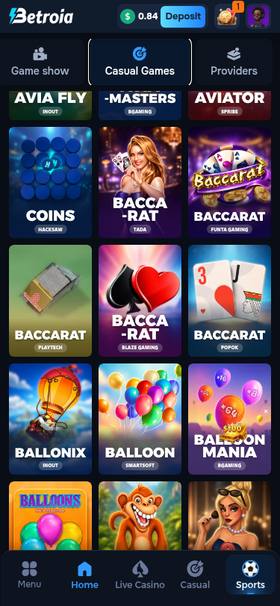 Betroia
$ 0.84 Deposit
1
Game show
Casual Games
Providers
AVIA FLY
-MASTERS
AVIATOR
INOUT
BGAMING
SPRIBE
COINS
HACKSAW
BACCA
-RAT
TADA
Baccarat
BACCARAT
FUNTA GAMING
BACCARAT
PLAYTECH
BACCA
-RAT
BLAZE GAMING
3
BACCARAT
POPOK
BALLONIX
INOUT
BALLOON
SMARTSOFT
BALLOON
MANIA
BGAMING
BALLOONS
Menu
Home
Live Casino
Casual
Sports